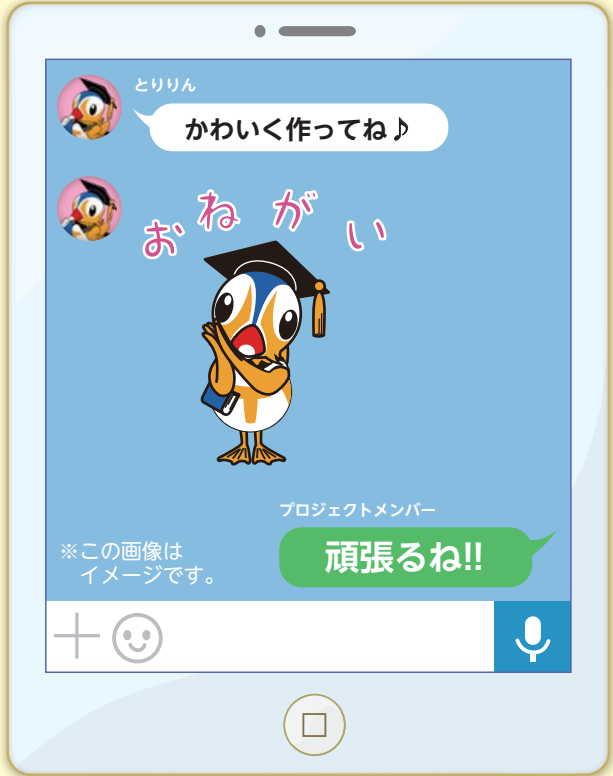 とりりん
かわいく作ってね♪
おねがい
プロジェクトメンバー
頑張るね!!
※この画像は
イメージです。